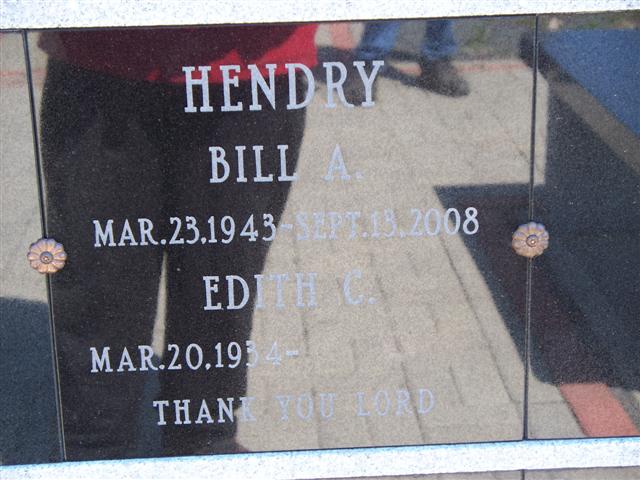 HENDRY
BILL A.
MAR.23,1943-SEPT.13,2008
EDITH C.
MAR.20,1934-
THANK YOU LORD